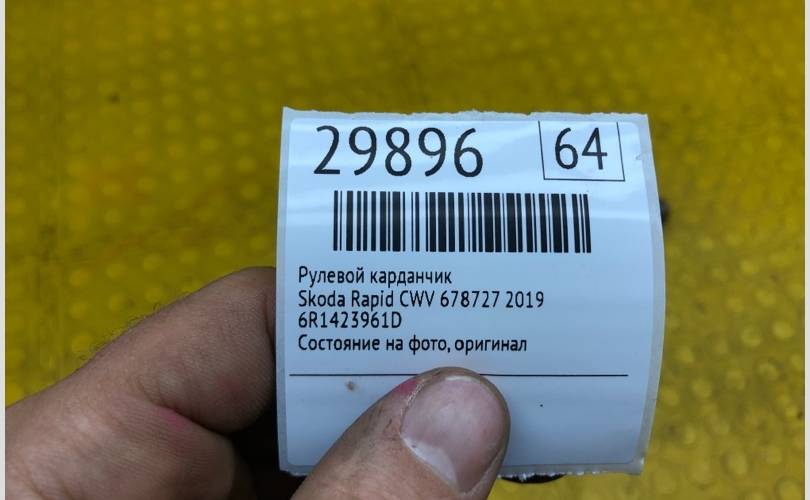 29896 64
Рулевой карданчик
Skoda Rapid CWV 678727 2019
6R1423961D
Состояние на фото, оригинал